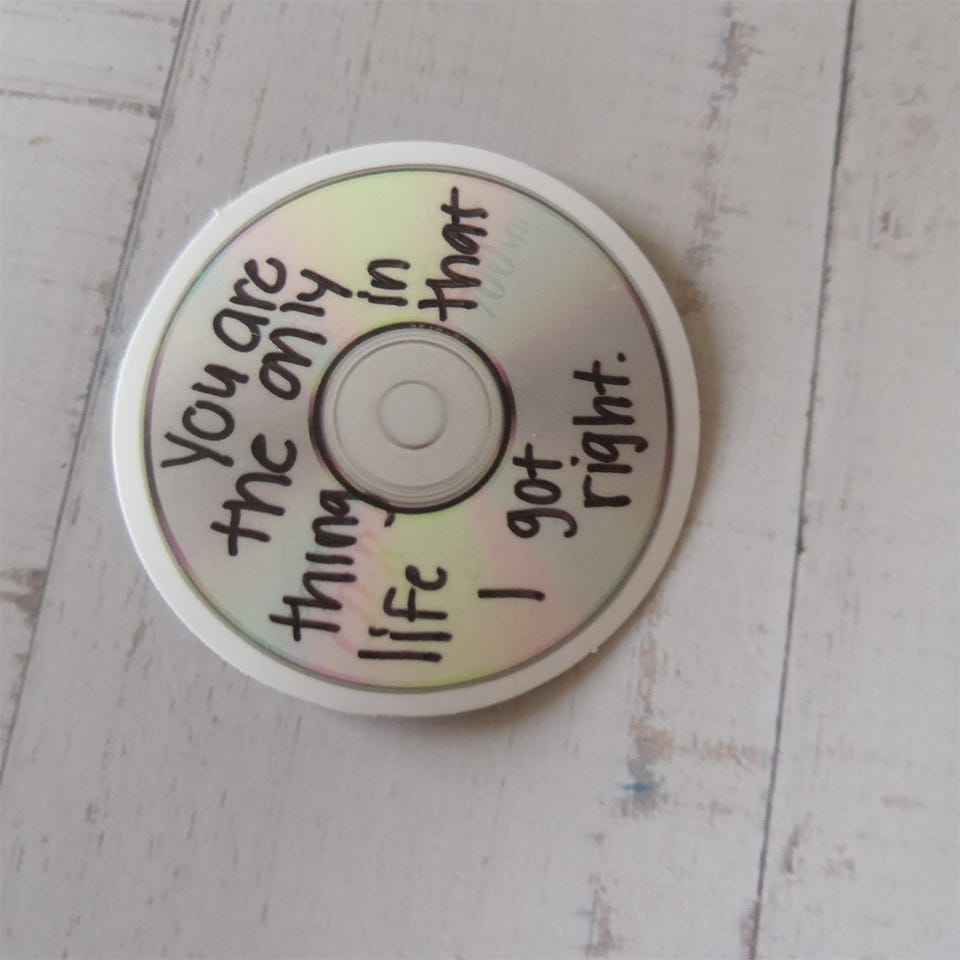 you are
the only
thing in
life that
I got
right.